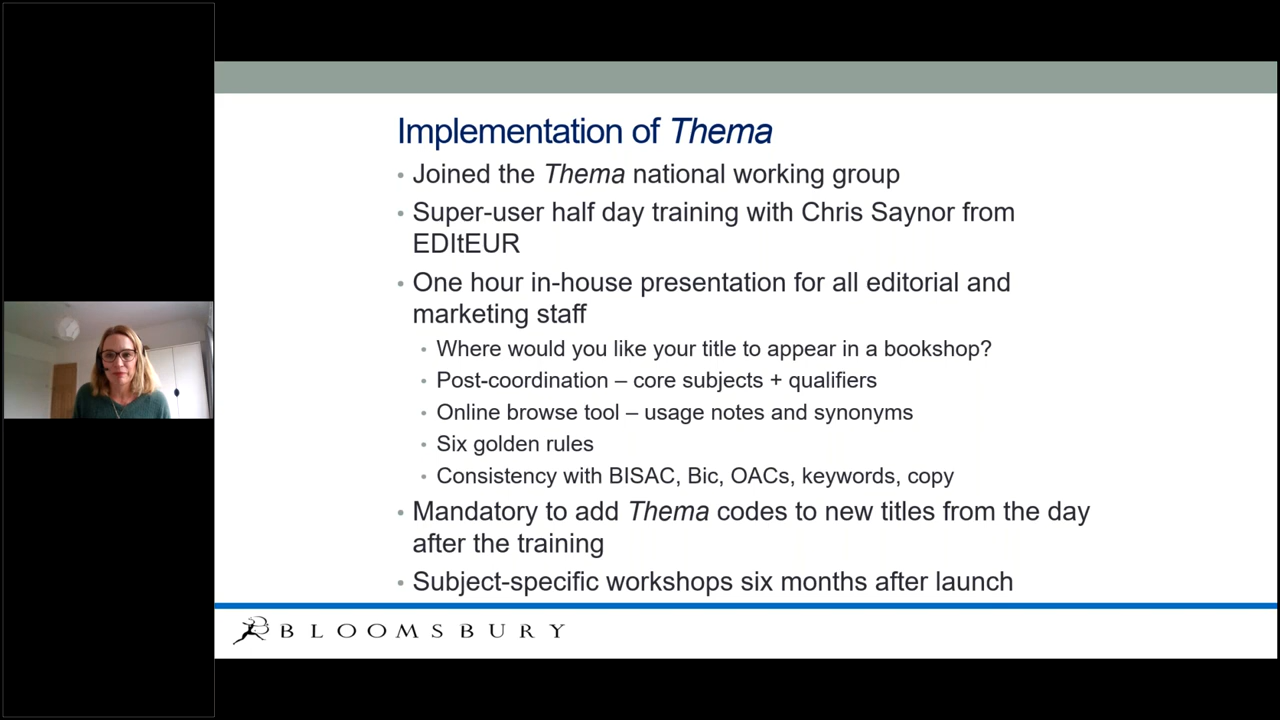 Implementation of Thema
• Joined the Thema national working group
• Super-user half day training with Chris Saynor from
EDItEUR
• One hour in-house presentation for all editorial and
marketing staff
• Where would you like your title to appear in a bookshop?
• Post-coordination – core subjects + qualifiers
• Online browse tool – usage notes and synonyms
• Six golden rules
• Consistency with BISAC, Bic, OACs, keywords, copy
• Mandatory to add Thema codes to new titles from the day
after the training
• Subject-specific workshops six months after launch
BLOOMSBURY